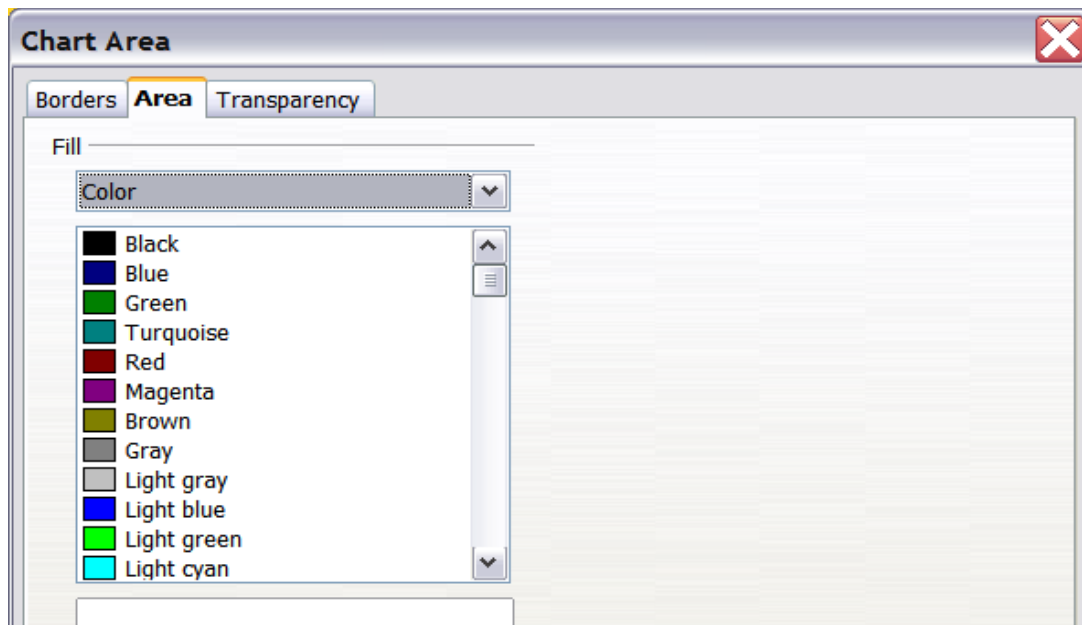 Chart Area
Borders Area Transparency
Fill
Color
Black
Blue
Green
Turquoise
Red
Magenta
Brown
Gray
Light gray
Light blue
Light green
Light cyan